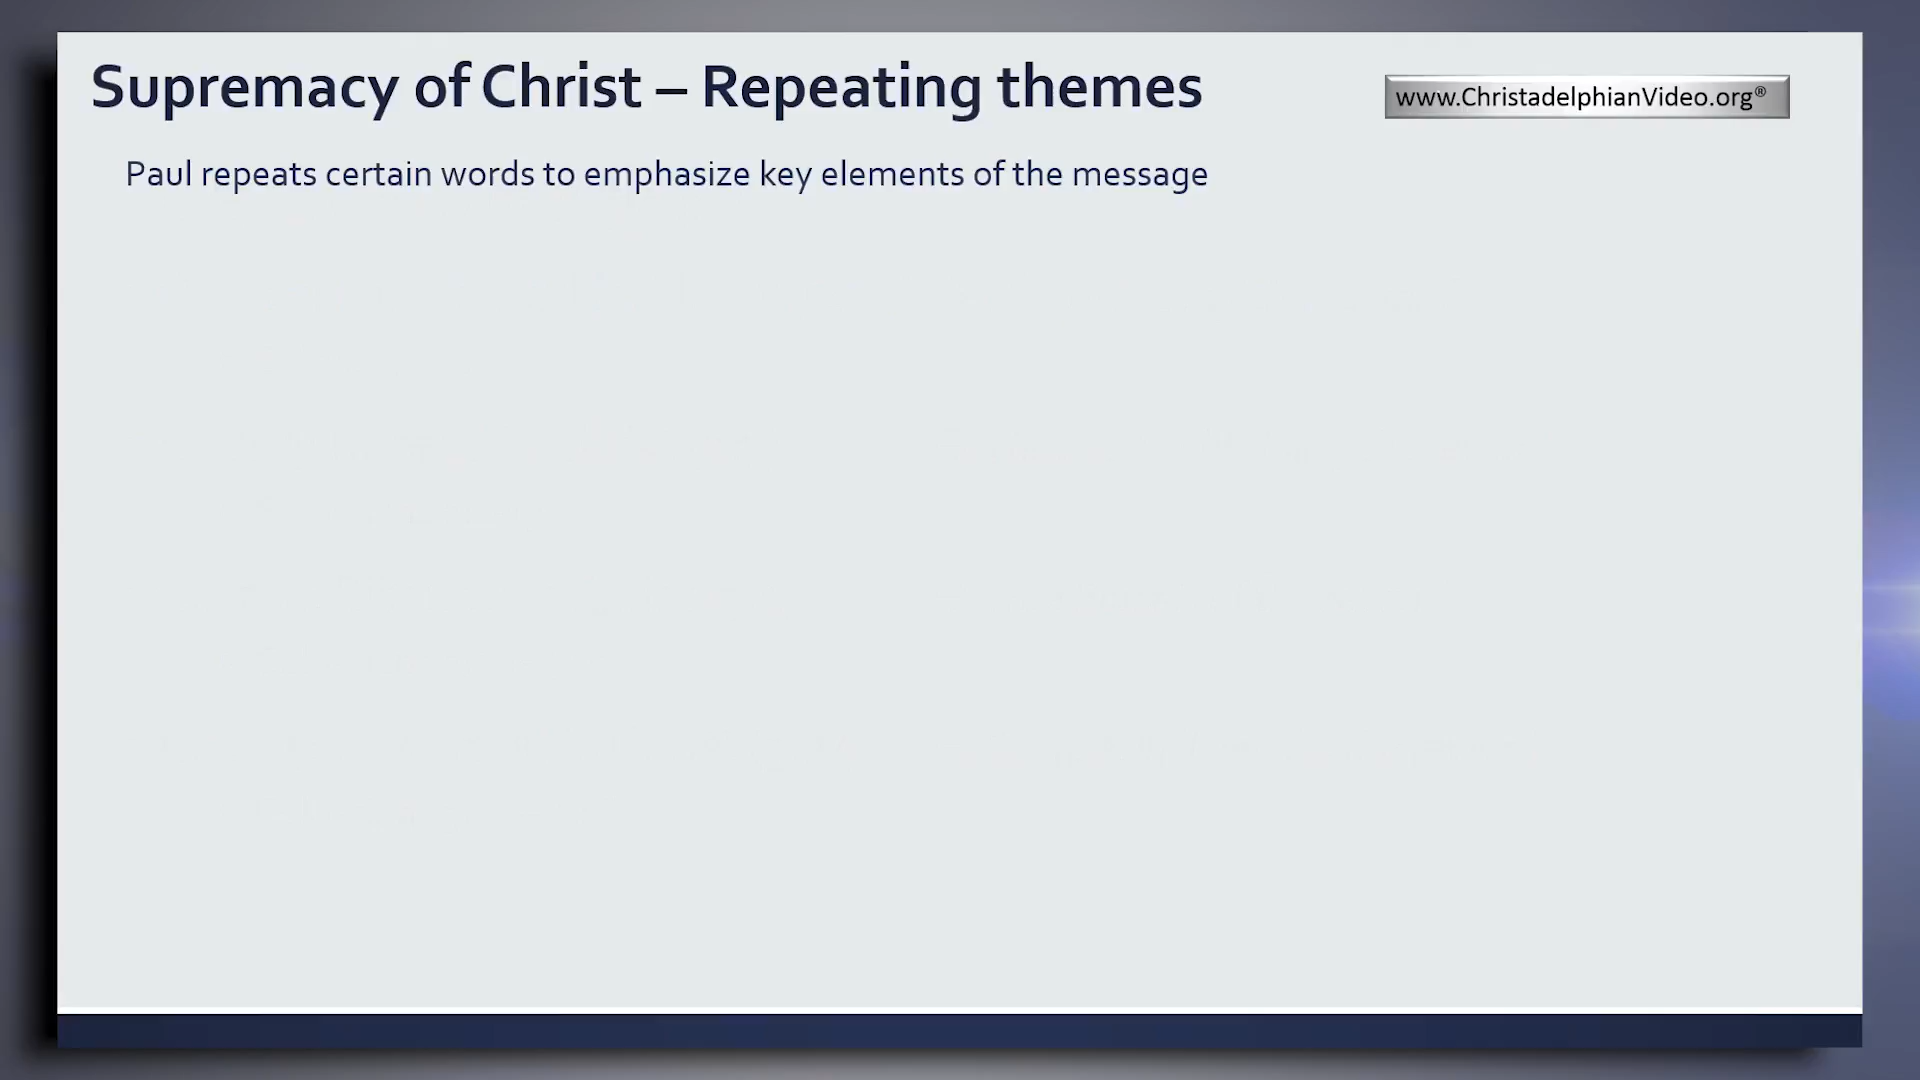 Supremacy of Christ – Repeating themes
www.ChristadelphianVideo.org®
Paul repeats certain words to emphasize key elements of the message